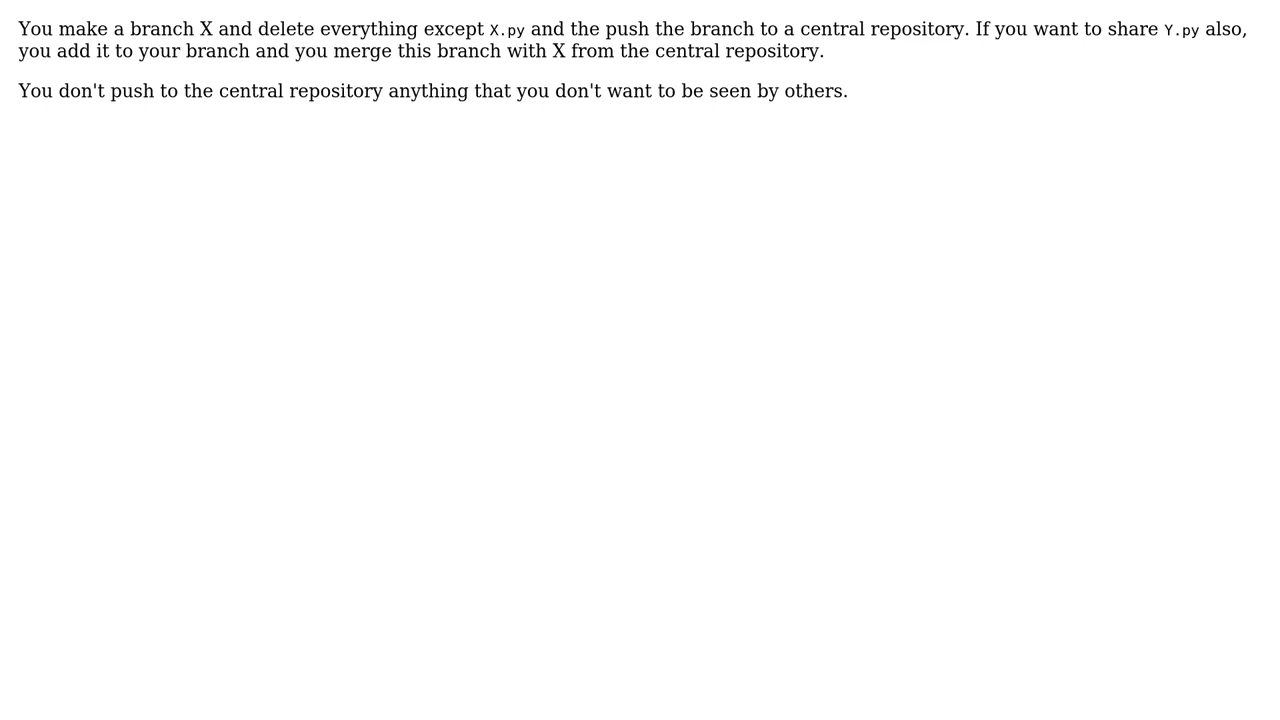 You make a branch X and delete everything except X.py and the push the branch to a central repository. If you want to share Y.py also,
you add it to your branch and you merge this branch with X from the central repository.
You don't push to the central repository anything that you don't want to be seen by others.